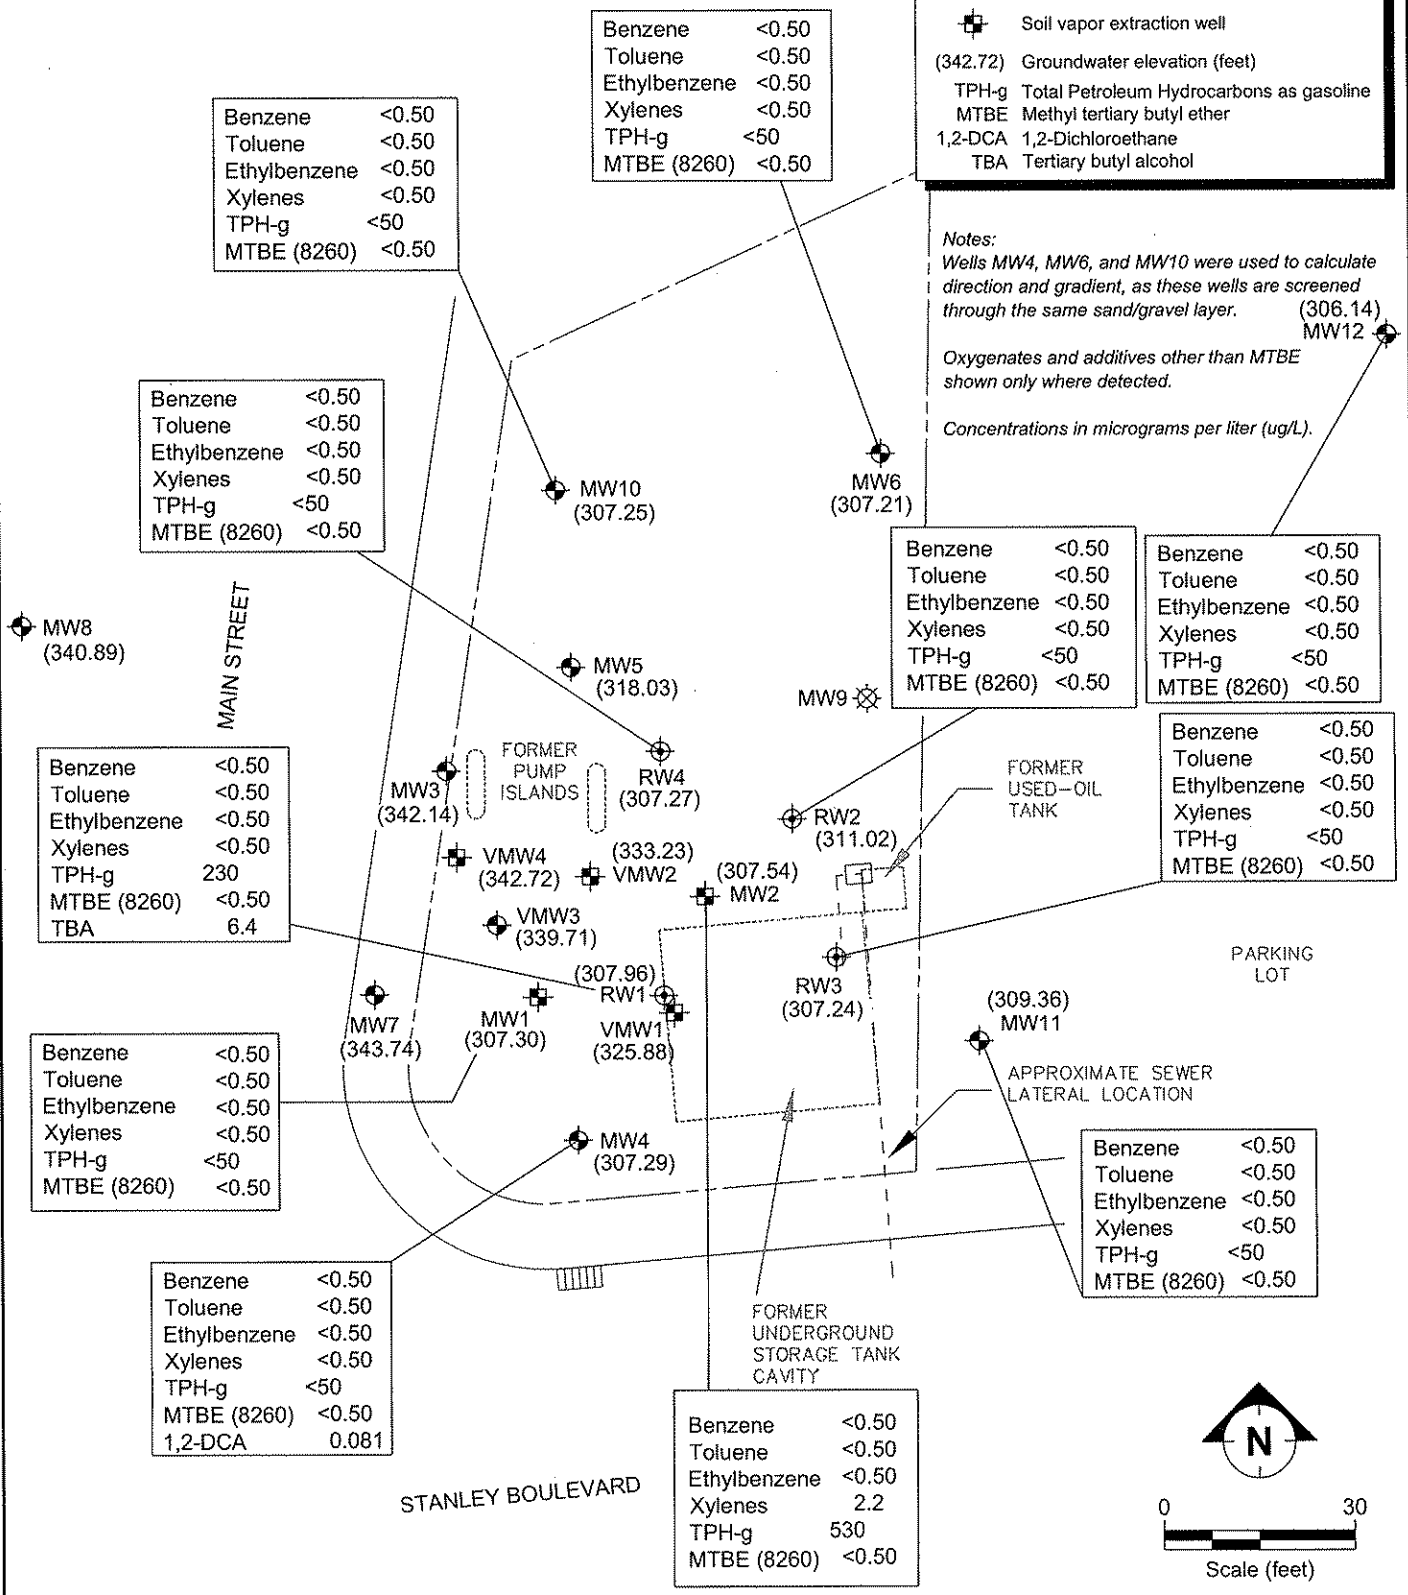 Soil vapor extraction well
(342.72) Groundwater elevation (feet)
TPH-g Total Petroleum Hydrocarbons as gasoline
MTBE Methyl tertiary butyl ether
1,2-DCA 1,2-Dichloroethane
TBA Tertiary butyl alcohol
Benzene <0.50
Toluene <0.50
Ethylbenzene <0.50
Xylenes <0.50
TPH-g <50
MTBE (8260) <0.50
Benzene <0.50
Toluene <0.50
Ethylbenzene <0.50
Xylenes <0.50
TPH-g <50
MTBE (8260) <0.50
Notes:
Wells MW4, MW6, and MW10 were used to calculate
direction and gradient, as these wells are screened
through the same sand/gravel layer.
(306.14)
MW12
Oxygenates and additives other than MTBE
shown only where detected.
Concentrations in micrograms per liter (ug/L).
Benzene <0.50
Toluene <0.50
Ethylbenzene <0.50
Xylenes <0.50
TPH-g <50
MTBE (8260) <0.50
MW10
(307.25)
MW6
(307.21)
Benzene <0.50
Toluene <0.50
Ethylbenzene <0.50
Xylenes <0.50
TPH-g <50
MTBE (8260) <0.50
Benzene <0.50
Toluene <0.50
Ethylbenzene <0.50
Xylenes <0.50
TPH-g <50
MTBE (8260) <0.50
MW8
(340.89)
MAIN STREET
MW5
(318.03)
MW9
Benzene <0.50
Toluene <0.50
Ethylbenzene <0.50
Xylenes <0.50
TPH-g <50
MTBE (8260) <0.50
Benzene <0.50
Toluene <0.50
Ethylbenzene <0.50
Xylenes <0.50
TPH-g 230
MTBE (8260) <0.50
TBA 6.4
MW3
(342.14)
FORMER
PUMP
ISLANDS
RW4
(307.27)
RW2
(311.02)
FORMER
USED-OIL
TANK
VMW4
(342.72)
(333.23)
VMW2
(307.54)
MW2
VMW3
(339.71)
(307.96)
RW1
RW3
(307.24)
PARKING
LOT
MW7
(343.74)
MW1
(307.30)
VMW1
(325.88)
(309.36)
MW11
APPROXIMATE SEWER
LATERAL LOCATION
Benzene <0.50
Toluene <0.50
Ethylbenzene <0.50
Xylenes <0.50
TPH-g <50
MTBE (8260) <0.50
MW4
(307.29)
Benzene <0.50
Toluene <0.50
Ethylbenzene <0.50
Xylenes <0.50
TPH-g <50
MTBE (8260) <0.50
Benzene <0.50
Toluene <0.50
Ethylbenzene <0.50
Xylenes <0.50
TPH-g <50
MTBE (8260) <0.50
1,2-DCA 0.081
FORMER
UNDERGROUND
STORAGE TANK
CAVITY
Benzene <0.50
Toluene <0.50
Ethylbenzene <0.50
Xylenes 2.2
TPH-g 530
MTBE (8260) <0.50
STANLEY BOULEVARD
N
0 30
Scale (feet)